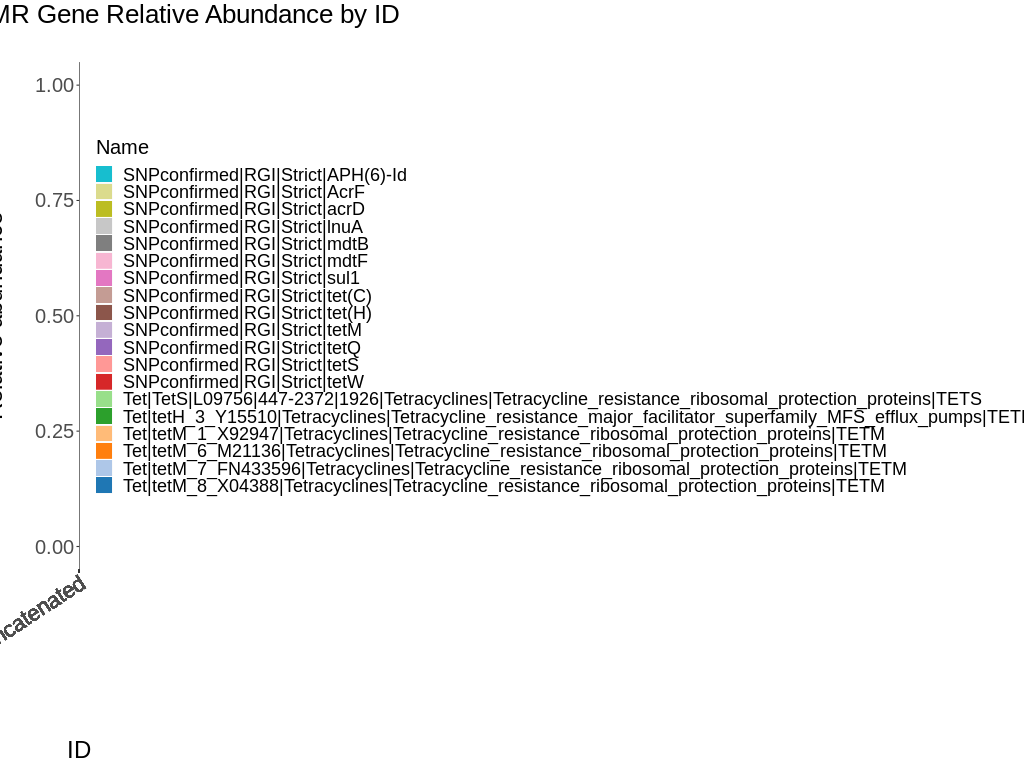 MR Gene Relative Abundance by ID
1.00
0.75
0.50
0.25
0.00
Name
SNPconfirmed|RGI|Strict|APH(6)-Id
SNPconfirmed|RGI|Strict|AcrF
SNPconfirmed|RGI|Strict|acrD
SNPconfirmed|RGI|Strict|lnuA
SNPconfirmed|RGI|Strict|mdtB
SNPconfirmed|RGI|Strict|mdtF
SNPconfirmed|RGI|Strict|sul1
SNPconfirmed|RGI|Strict|tet(C)
SNPconfirmed|RGI|Strict|tet(H)
SNPconfirmed|RGI|Strict|tetM
SNPconfirmed|RGI|Strict|tetQ
SNPconfirmed|RGI|Strict|tetS
SNPconfirmed|RGI|Strict|tetW
Tet|TetS|L09756|447-2372|1926|Tetracyclines|Tetracycline_resistance_ribosomal_protection_proteins|TETS
Tet|tetH_3_Y15510|Tetracyclines|Tetracycline_resistance_major_facilitator_superfamily_MFS_efflux_pumps|TET
Tet|tetM_1_X92947|Tetracyclines|Tetracycline_resistance_ribosomal_protection_proteins|TETM
Tet|tetM_6_M21136|Tetracyclines|Tetracycline_resistance_ribosomal_protection_proteins|TETM
Tet|tetM_7_FN433596|Tetracyclines|Tetracycline_resistance_ribosomal_protection_proteins|TETM
Tet|tetM_8_X04388|Tetracyclines|Tetracycline_resistance_ribosomal_protection_proteins|TETM
catenated
ID